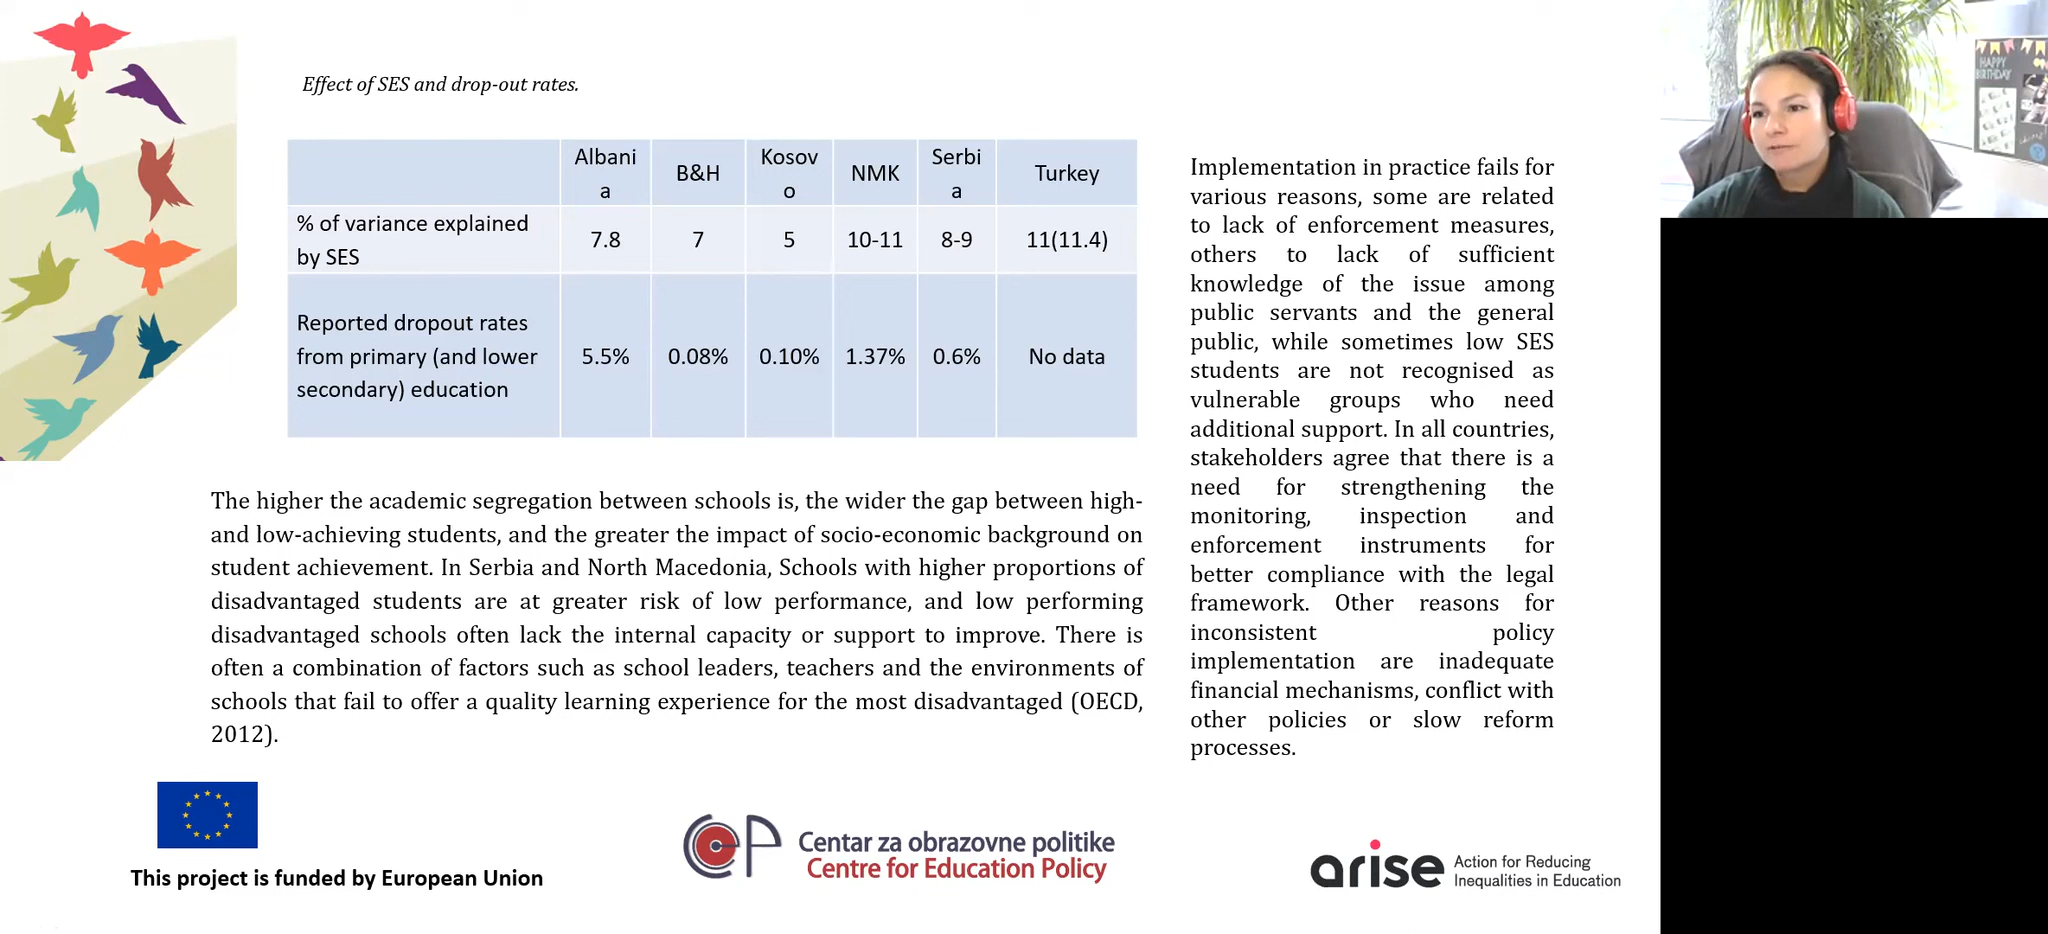 Effect of SES and drop-out rates.
Albani
a
B&H
Kosov
o
NMK
Serbi
a
Turkey
% of variance explained
by SES
7.8
7
5
10-11
8-9
11(11.4)
Reported dropout rates
from primary (and lower
secondary) education
5.5%
0.08%
0.10%
1.37%
0.6%
No data
The higher the academic segregation between schools is, the wider the gap between high-
and low-achieving students, and the greater the impact of socio-economic background on
student achievement. In Serbia and North Macedonia, Schools with higher proportions of
disadvantaged students are at greater risk of low performance, and low performing
disadvantaged schools often lack the internal capacity or support to improve. There is
often a combination of factors such as school leaders, teachers and the environments of
schools that fail to offer a quality learning experience for the most disadvantaged (OECD,
2012).
Implementation in practice fails for
various reasons, some are related
to lack of enforcement measures,
others to lack of sufficient
knowledge of the issue among
public servants and the general
public, while sometimes low SES
students are not recognised as
vulnerable groups who need
additional support. In all countries,
stakeholders agree that there is a
need for strengthening the
monitoring, inspection and
enforcement instruments for
better compliance with the legal
framework. Other reasons for
inconsistent policy
implementation are inadequate
financial mechanisms, conflict with
other policies or slow reform
processes.
HAPPY
BIRTHDAY
This project is funded by European Union
CEP
Centar za obrazovne politike
Centre for Education Policy
arise
Action for Reducing
Inequalities in Education